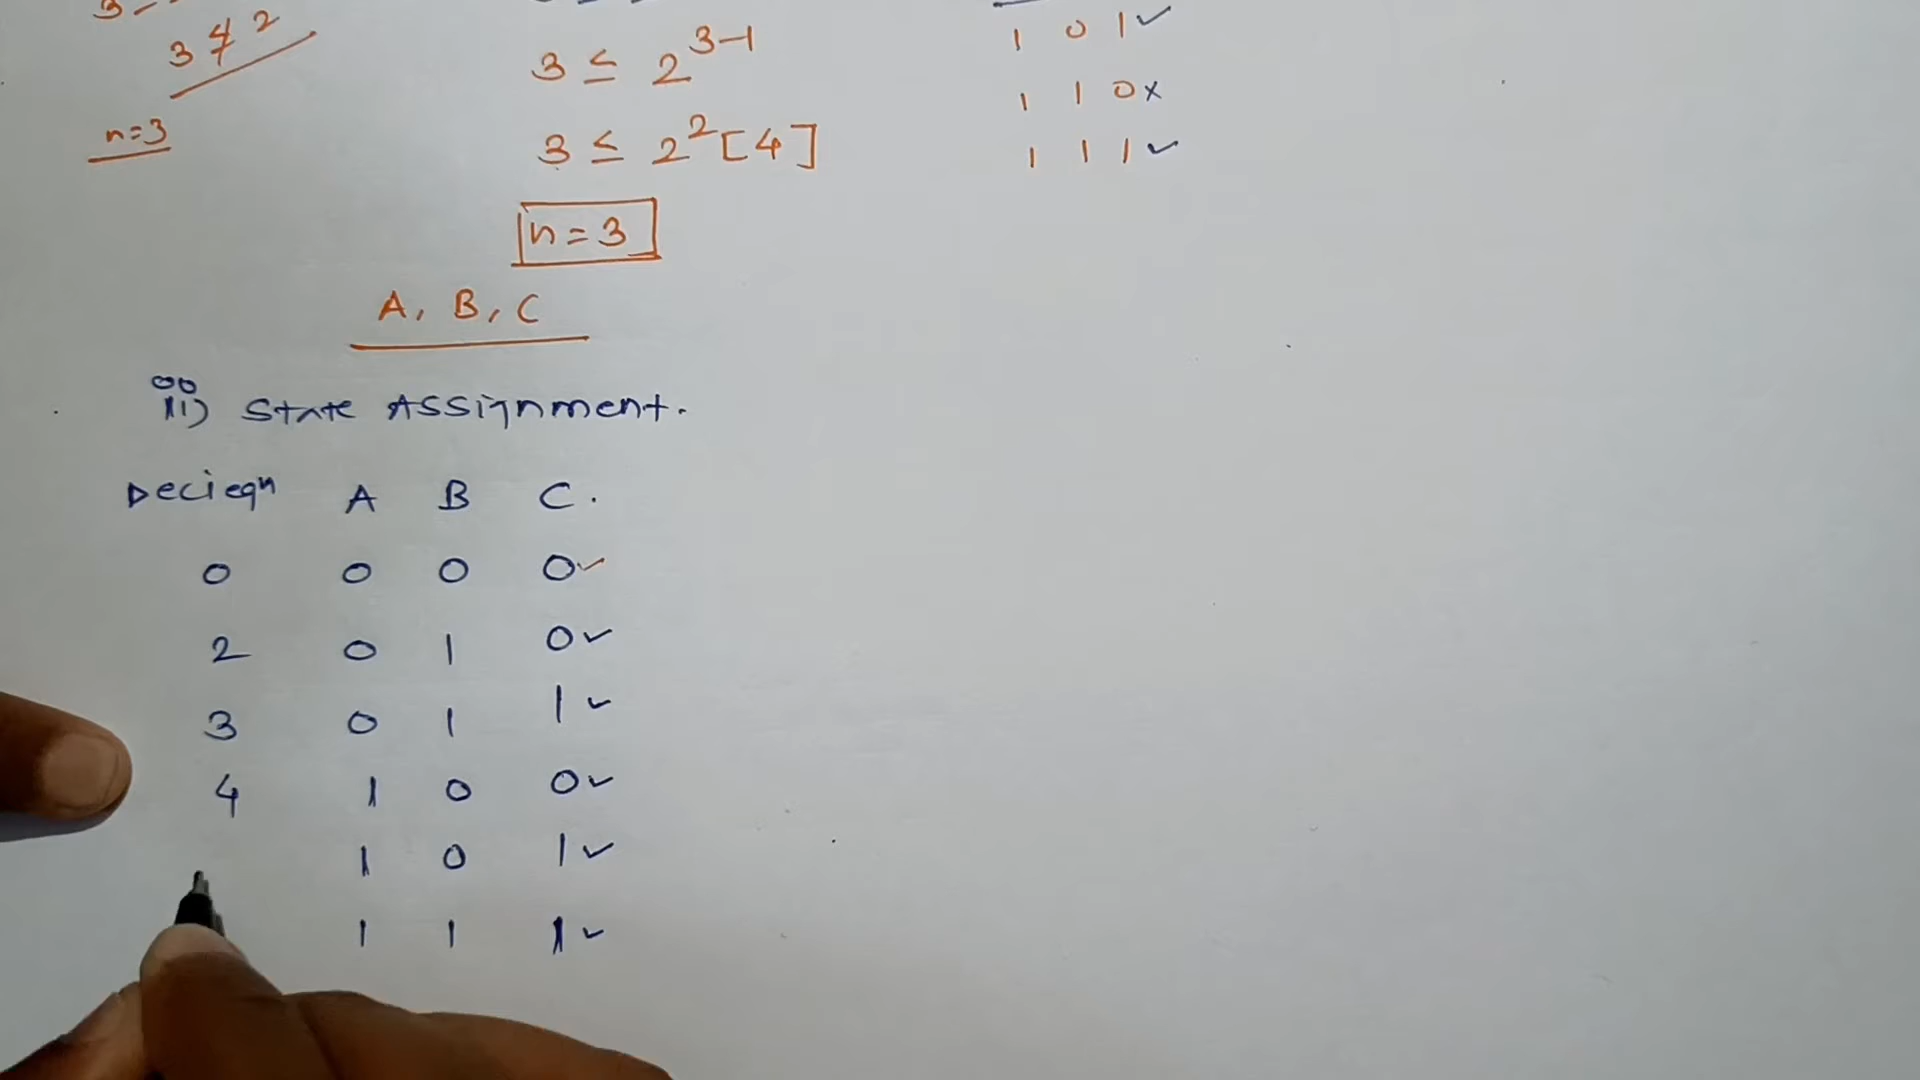 3 ≰ 2
n=3
3 ≤ 2^3-1
3 ≤ 2^2 [4]
n=3
A, B, C
1 0 1 ✓
1 1 0 x
1 1 1 ✓
ii) State Assignment.
A B C.
0 0 0 0 ✓
2 0 1 0 ✓
3 0 1 1 ✓
4 1 0 0 ✓
1 0 1 ✓
1 1 1 ✓